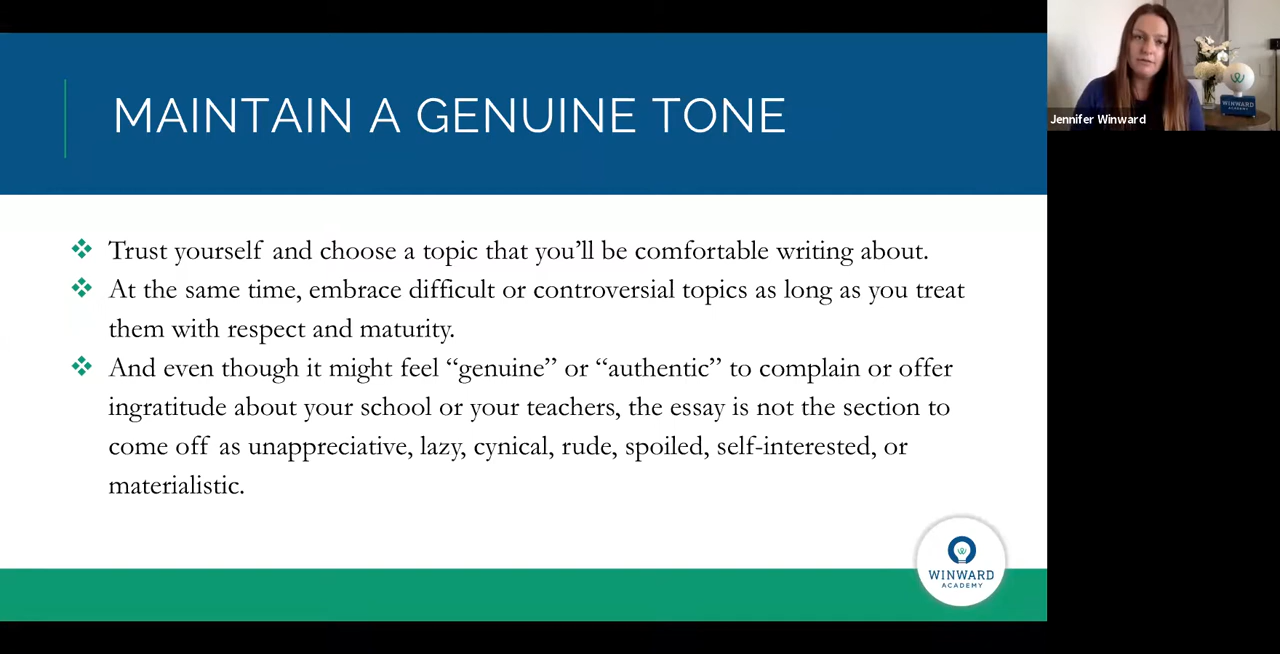 MAINTAIN A GENUINE TONE
Jennifer Winward
WINWARD
ACADEMY
❖ Trust yourself and choose a topic that you’ll be comfortable writing about.
❖ At the same time, embrace difficult or controversial topics as long as you treat
them with respect and maturity.
❖ And even though it might feel “genuine” or “authentic” to complain or offer
ingratitude about your school or your teachers, the essay is not the section to
come off as unappreciative, lazy, cynical, rude, spoiled, self-interested, or
materialistic.
WINWARD
ACADEMY